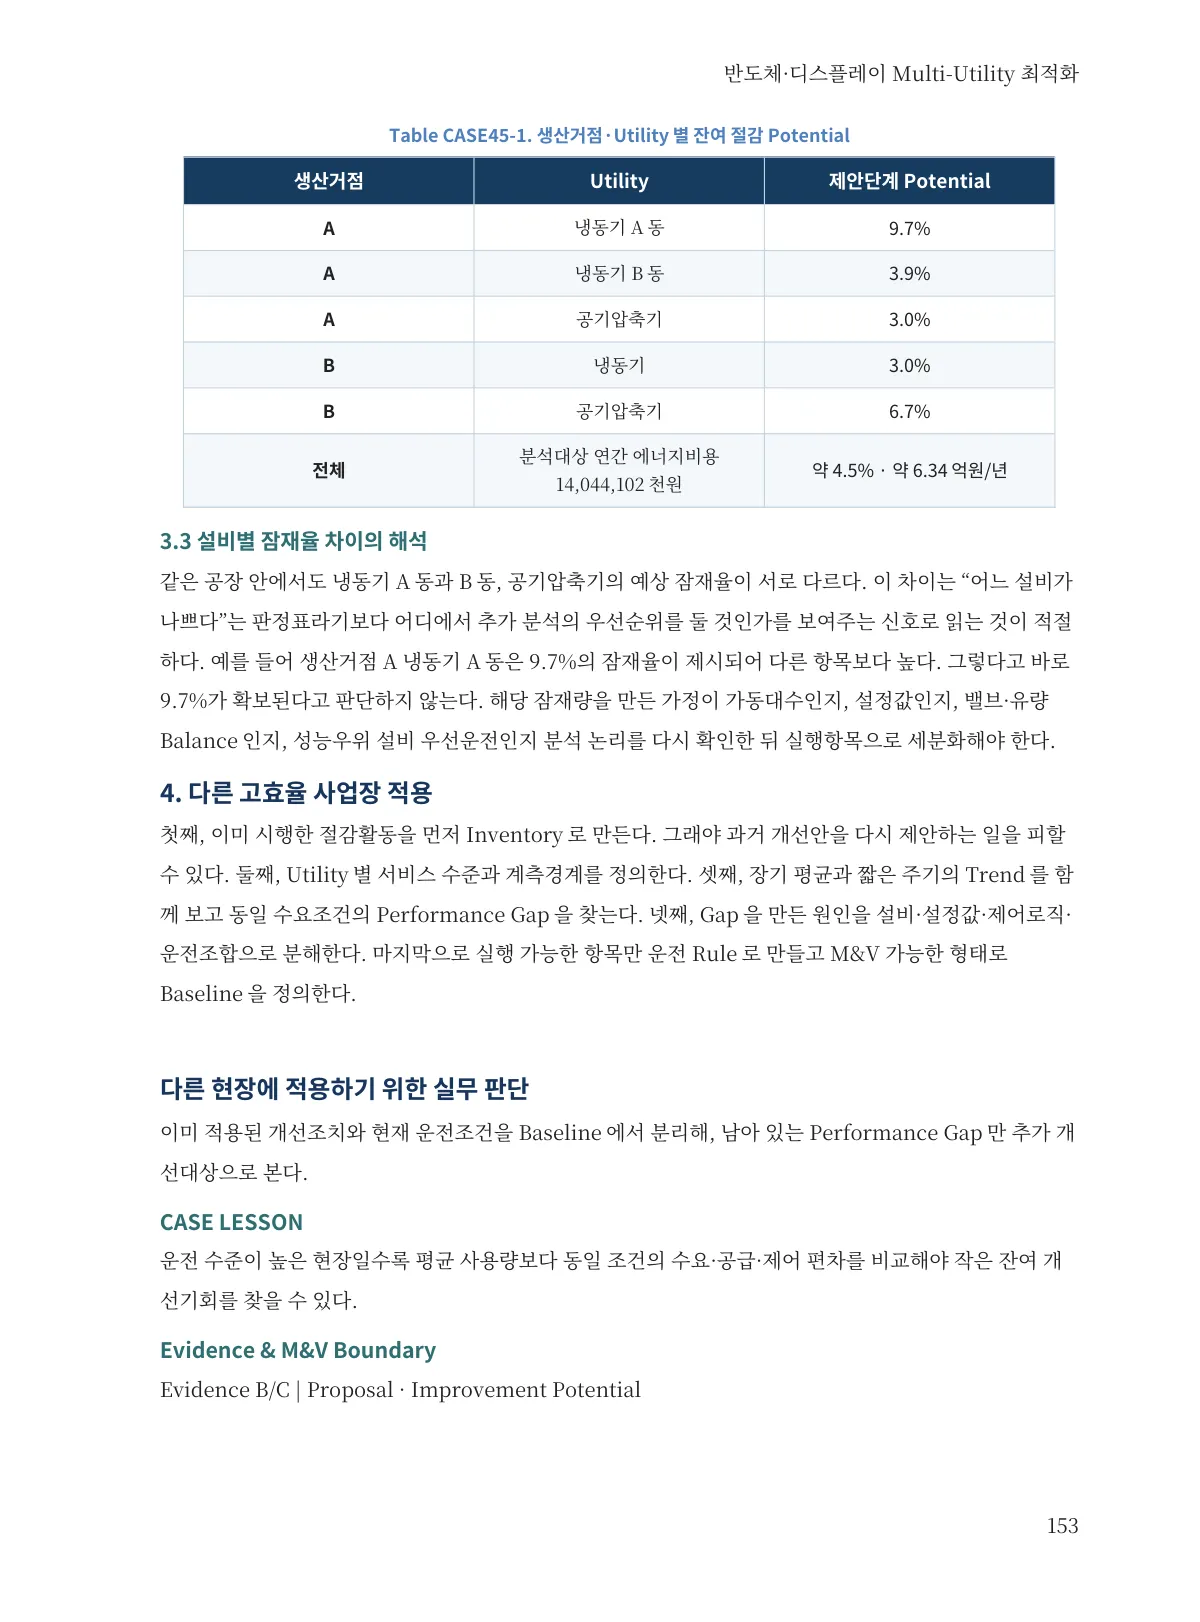 반도체·디스플레이 Multi-Utility 최적화
Table CASE45-1. 생산거점·Utility 별 잔여 절감 Potential
생산거점 Utility 제안단계 Potential
A 냉동기 A 동 9.7%
A 냉동기 B 동 3.9%
A 공기압축기 3.0%
B 냉동기 3.0%
B 공기압축기 6.7%
전체 분석대상 연간 에너지비용 14,044,102 천원 약 4.5% · 약 6.34 억원/년
3.3 설비별 잠재율 차이의 해석
같은 공장 안에서도 냉동기 A 동과 B 동, 공기압축기의 예상 잠재율이 서로 다르다. 이 차이는 “어느 설비가
나쁘다”는 판정표라기보다 어디에서 추가 분석의 우선순위를 둘 것인가를 보여주는 신호로 읽는 것이 적절
하다. 예를 들어 생산거점 A 냉동기 A 동은 9.7%의 잠재율이 제시되어 다른 항목보다 높다. 그렇다고 바로
9.7%가 확보된다고 판단하지 않는다. 해당 잠재량을 만든 가정이 가동대수인지, 설정값인지, 밸브·유량
Balance 인지, 성능우위 설비 우선운전인지 분석 논리를 다시 확인한 뒤 실행항목으로 세분화해야 한다.
4. 다른 고효율 사업장 적용
첫째, 이미 시행한 절감활동을 먼저 Inventory 로 만든다. 그래야 과거 개선안을 다시 제안하는 일을 피할
수 있다. 둘째, Utility 별 서비스 수준과 계측경계를 정의한다. 셋째, 장기 평균과 짧은 주기의 Trend 를 함
께 보고 동일 수요조건의 Performance Gap 을 찾는다. 넷째, Gap 을 만든 원인을 설비·설정값·제어로직·
운전조합으로 분해한다. 마지막으로 실행 가능한 항목만 운전 Rule 로 만들고 M&V 가능한 형태로
Baseline 을 정의한다.
다른 현장에 적용하기 위한 실무 판단
이미 적용된 개선조치와 현재 운전조건을 Baseline 에서 분리해, 남아 있는 Performance Gap 만 추가 개
선대상으로 본다.
CASE LESSON
운전 수준이 높은 현장일수록 평균 사용량보다 동일 조건의 수요·공급·제어 편차를 비교해야 작은 잔여 개
선기회를 찾을 수 있다.
Evidence & M&V Boundary
Evidence B/C | Proposal · Improvement Potential
153